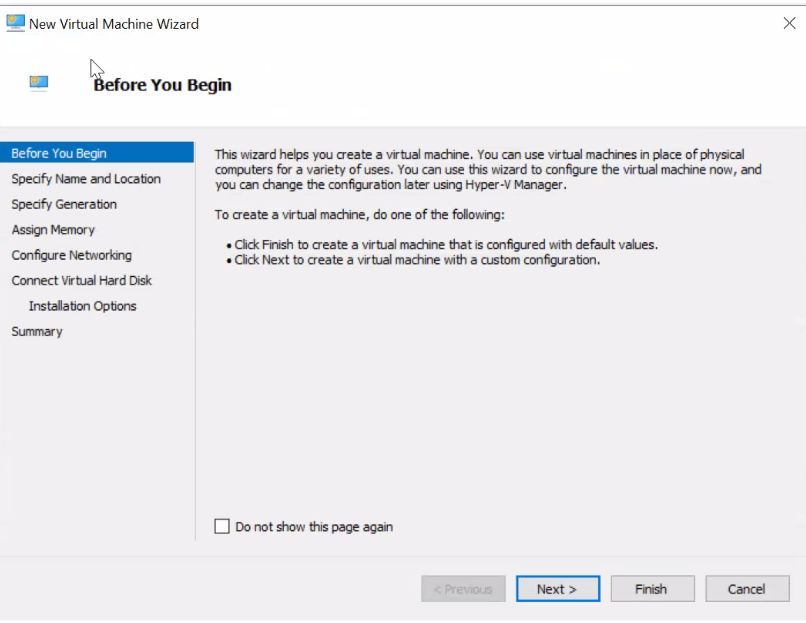 New Virtual Machine Wizard
Before You Begin
Before You Begin
Specify Name and Location
Specify Generation
Assign Memory
Configure Networking
Connect Virtual Hard Disk
Installation Options
Summary
This wizard helps you create a virtual machine. You can use virtual machines in place of physical
computers for a variety of uses. You can use this wizard to configure the virtual machine now, and
you can change the configuration later using Hyper-V Manager.
To create a virtual machine, do one of the following:
• Click Finish to create a virtual machine that is configured with default values.
• Click Next to create a virtual machine with a custom configuration.
Do not show this page again
< Previous
Next >
Finish
Cancel